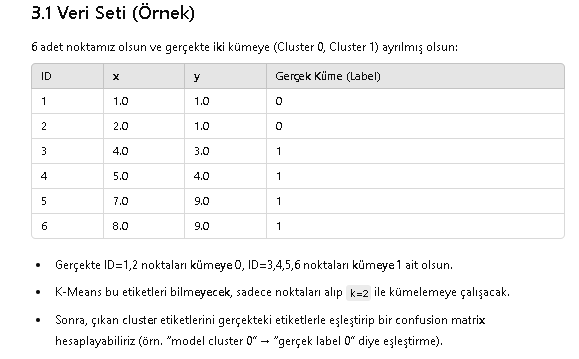 3.1 Veri Seti (Örnek)
6 adet noktamız olsun ve gerçekte iki kümeye (Cluster 0, Cluster 1) ayrılmış olsun:
ID x y Gerçek Küme (Label)
1 1.0 1.0 0
2 2.0 1.0 0
3 4.0 3.0 1
4 5.0 4.0 1
5 7.0 9.0 1
6 8.0 9.0 1
• Gerçekte ID=1,2 noktaları kümeye 0, ID=3,4,5,6 noktaları kümeye 1 ait olsun.
• K-Means bu etiketleri bilmeyecek, sadece noktaları alıp k=2 ile kümelemeye çalışacak.
• Sonra, çıkan cluster etiketlerini gerçekteki etiketlerle eşleştirip bir confusion matrix
hesaplayabiliriz (örn. "model cluster 0" → "gerçek label 0" diye eşleştirme).